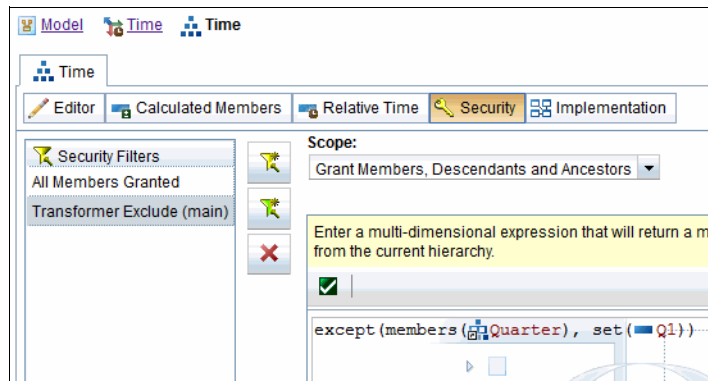 Model Time Time
Time
Editor Calculated Members Relative Time Security Implementation
Security Filters
All Members Granted
Transformer Exclude (main)
Scope:
Grant Members, Descendants and Ancestors
Enter a multi-dimensional expression that will return a m
from the current hierarchy.
except(members(Quarter), set(Q1))